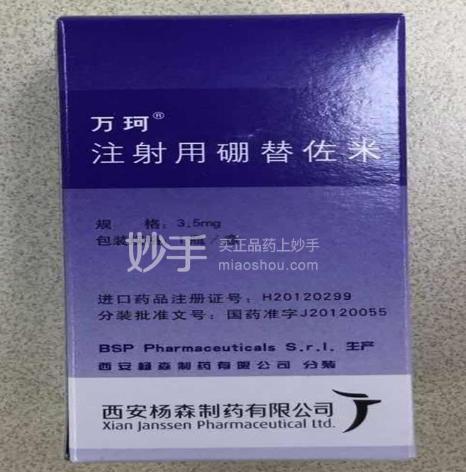 万珂®
注射用硼替佐米
规 格：3.5mg
包装
妙手 买正品药上妙手
miaoshou.com
进口药品注册证号：H20120299
分装批准文号：国药准字J20120055
BSP Pharmaceuticals S.r.l. 生产
西安杨森制药有限公司 分装
西安杨森制药有限公司
Xian Janssen Pharmaceutical Ltd.